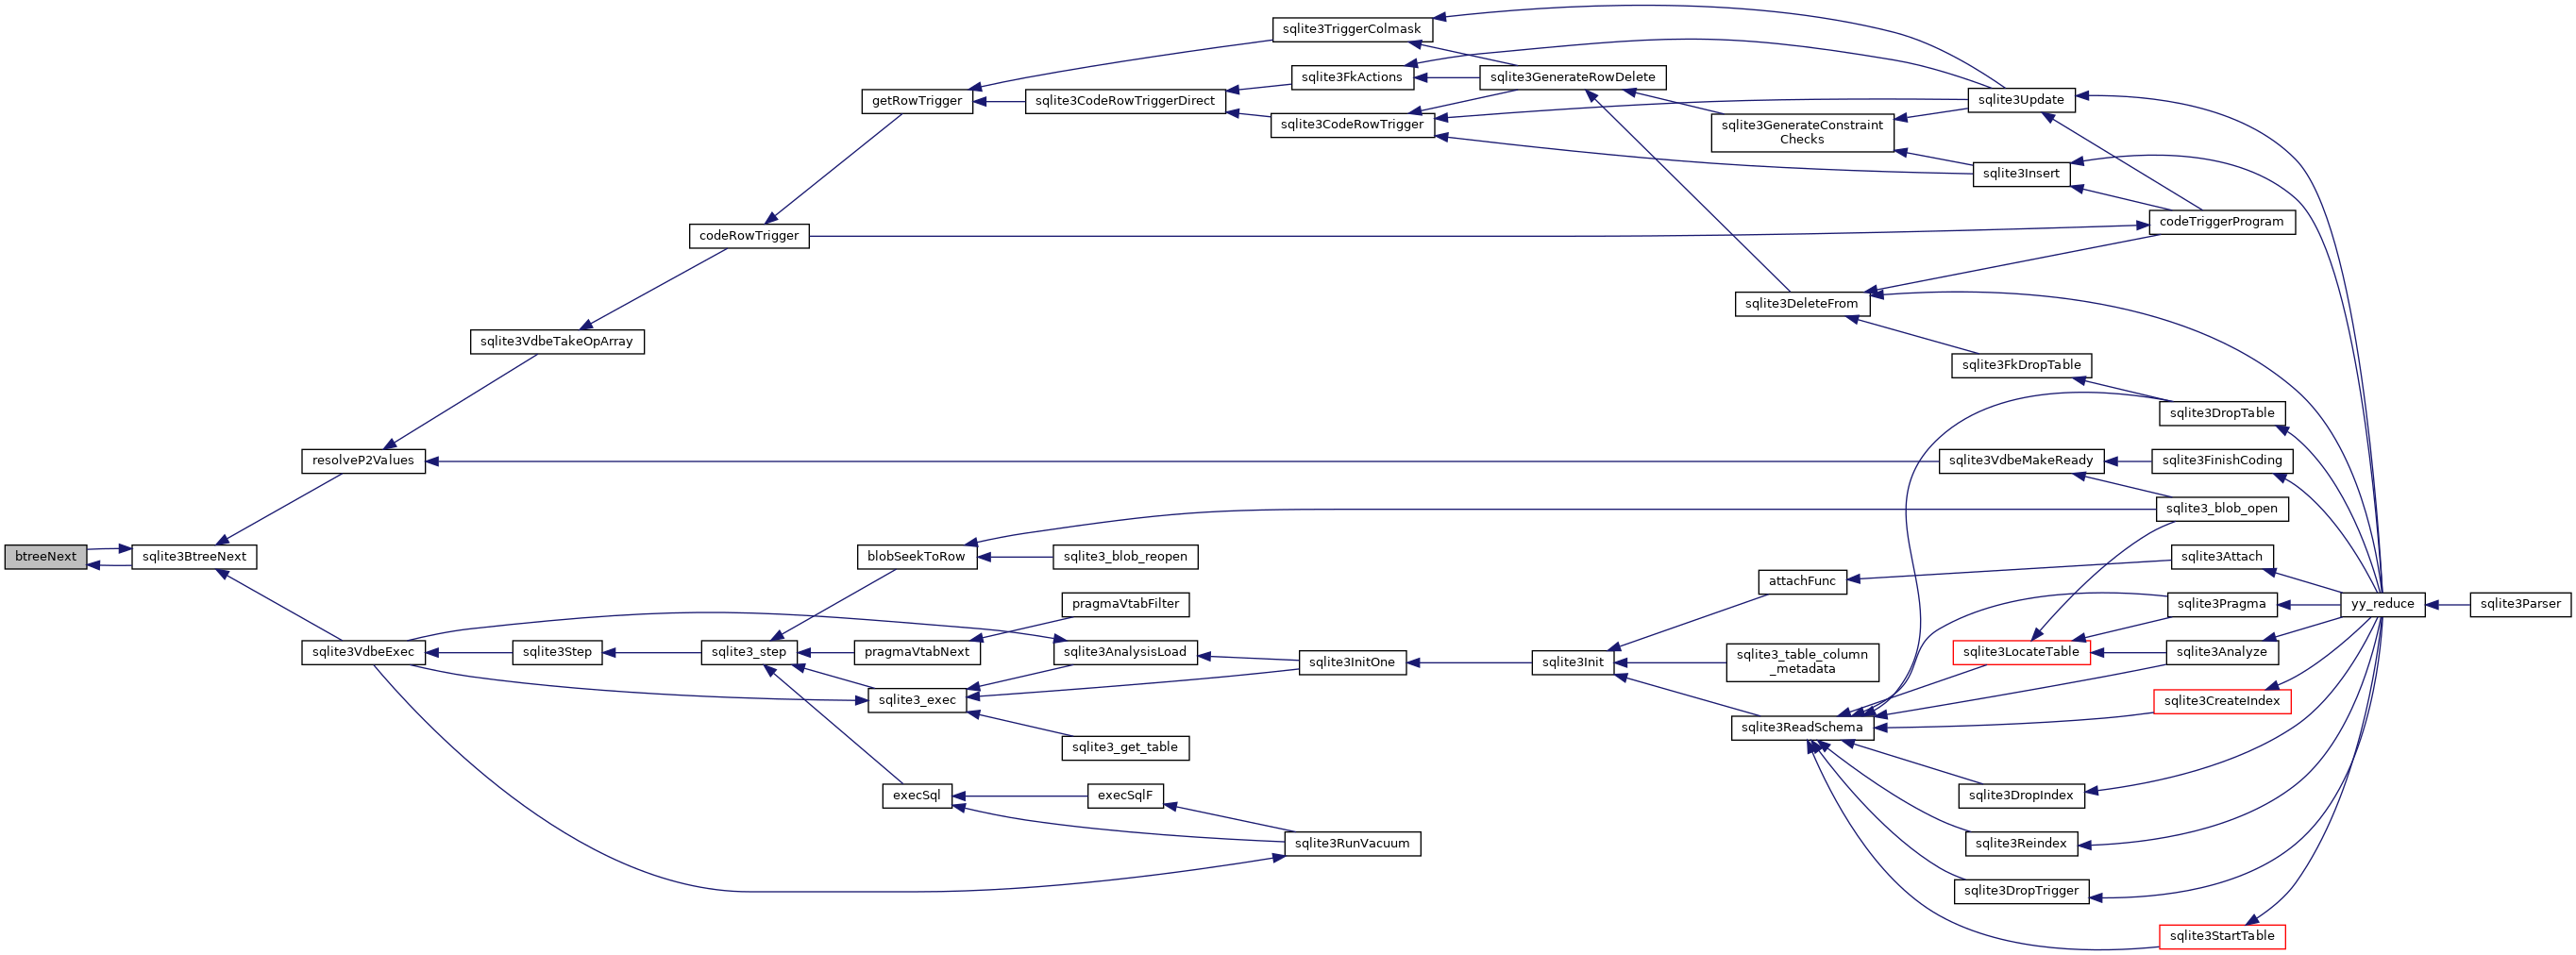 sqlite3TriggerColmask
sqlite3FkActions
sqlite3GenerateRowDelete
getRowTrigger
sqlite3CodeRowTriggerDirect
sqlite3Update
sqlite3CodeRowTrigger
sqlite3GenerateConstraint
Checks
sqlite3Insert
codeTriggerProgram
codeRowTrigger
sqlite3DeleteFrom
sqlite3VdbeTakeOpArray
sqlite3FkDropTable
sqlite3DropTable
resolveP2Values
sqlite3VdbeMakeReady
sqlite3FinishCoding
sqlite3_blob_open
btreeNext
sqlite3BtreeNext
blobSeekToRow
sqlite3_blob_reopen
sqlite3Attach
attachFunc
pragmaVtabFilter
sqlite3Pragma
yy_reduce
sqlite3Parser
sqlite3VdbeExec
sqlite3Step
sqlite3_step
pragmaVtabNext
sqlite3AnalysisLoad
sqlite3InitOne
sqlite3Init
sqlite3_table_column
_metadata
sqlite3LocateTable
sqlite3Analyze
sqlite3_exec
sqlite3CreateIndex
sqlite3ReadSchema
sqlite3_get_table
execSql
execSqlF
sqlite3DropIndex
sqlite3RunVacuum
sqlite3Reindex
sqlite3DropTrigger
sqlite3StartTable